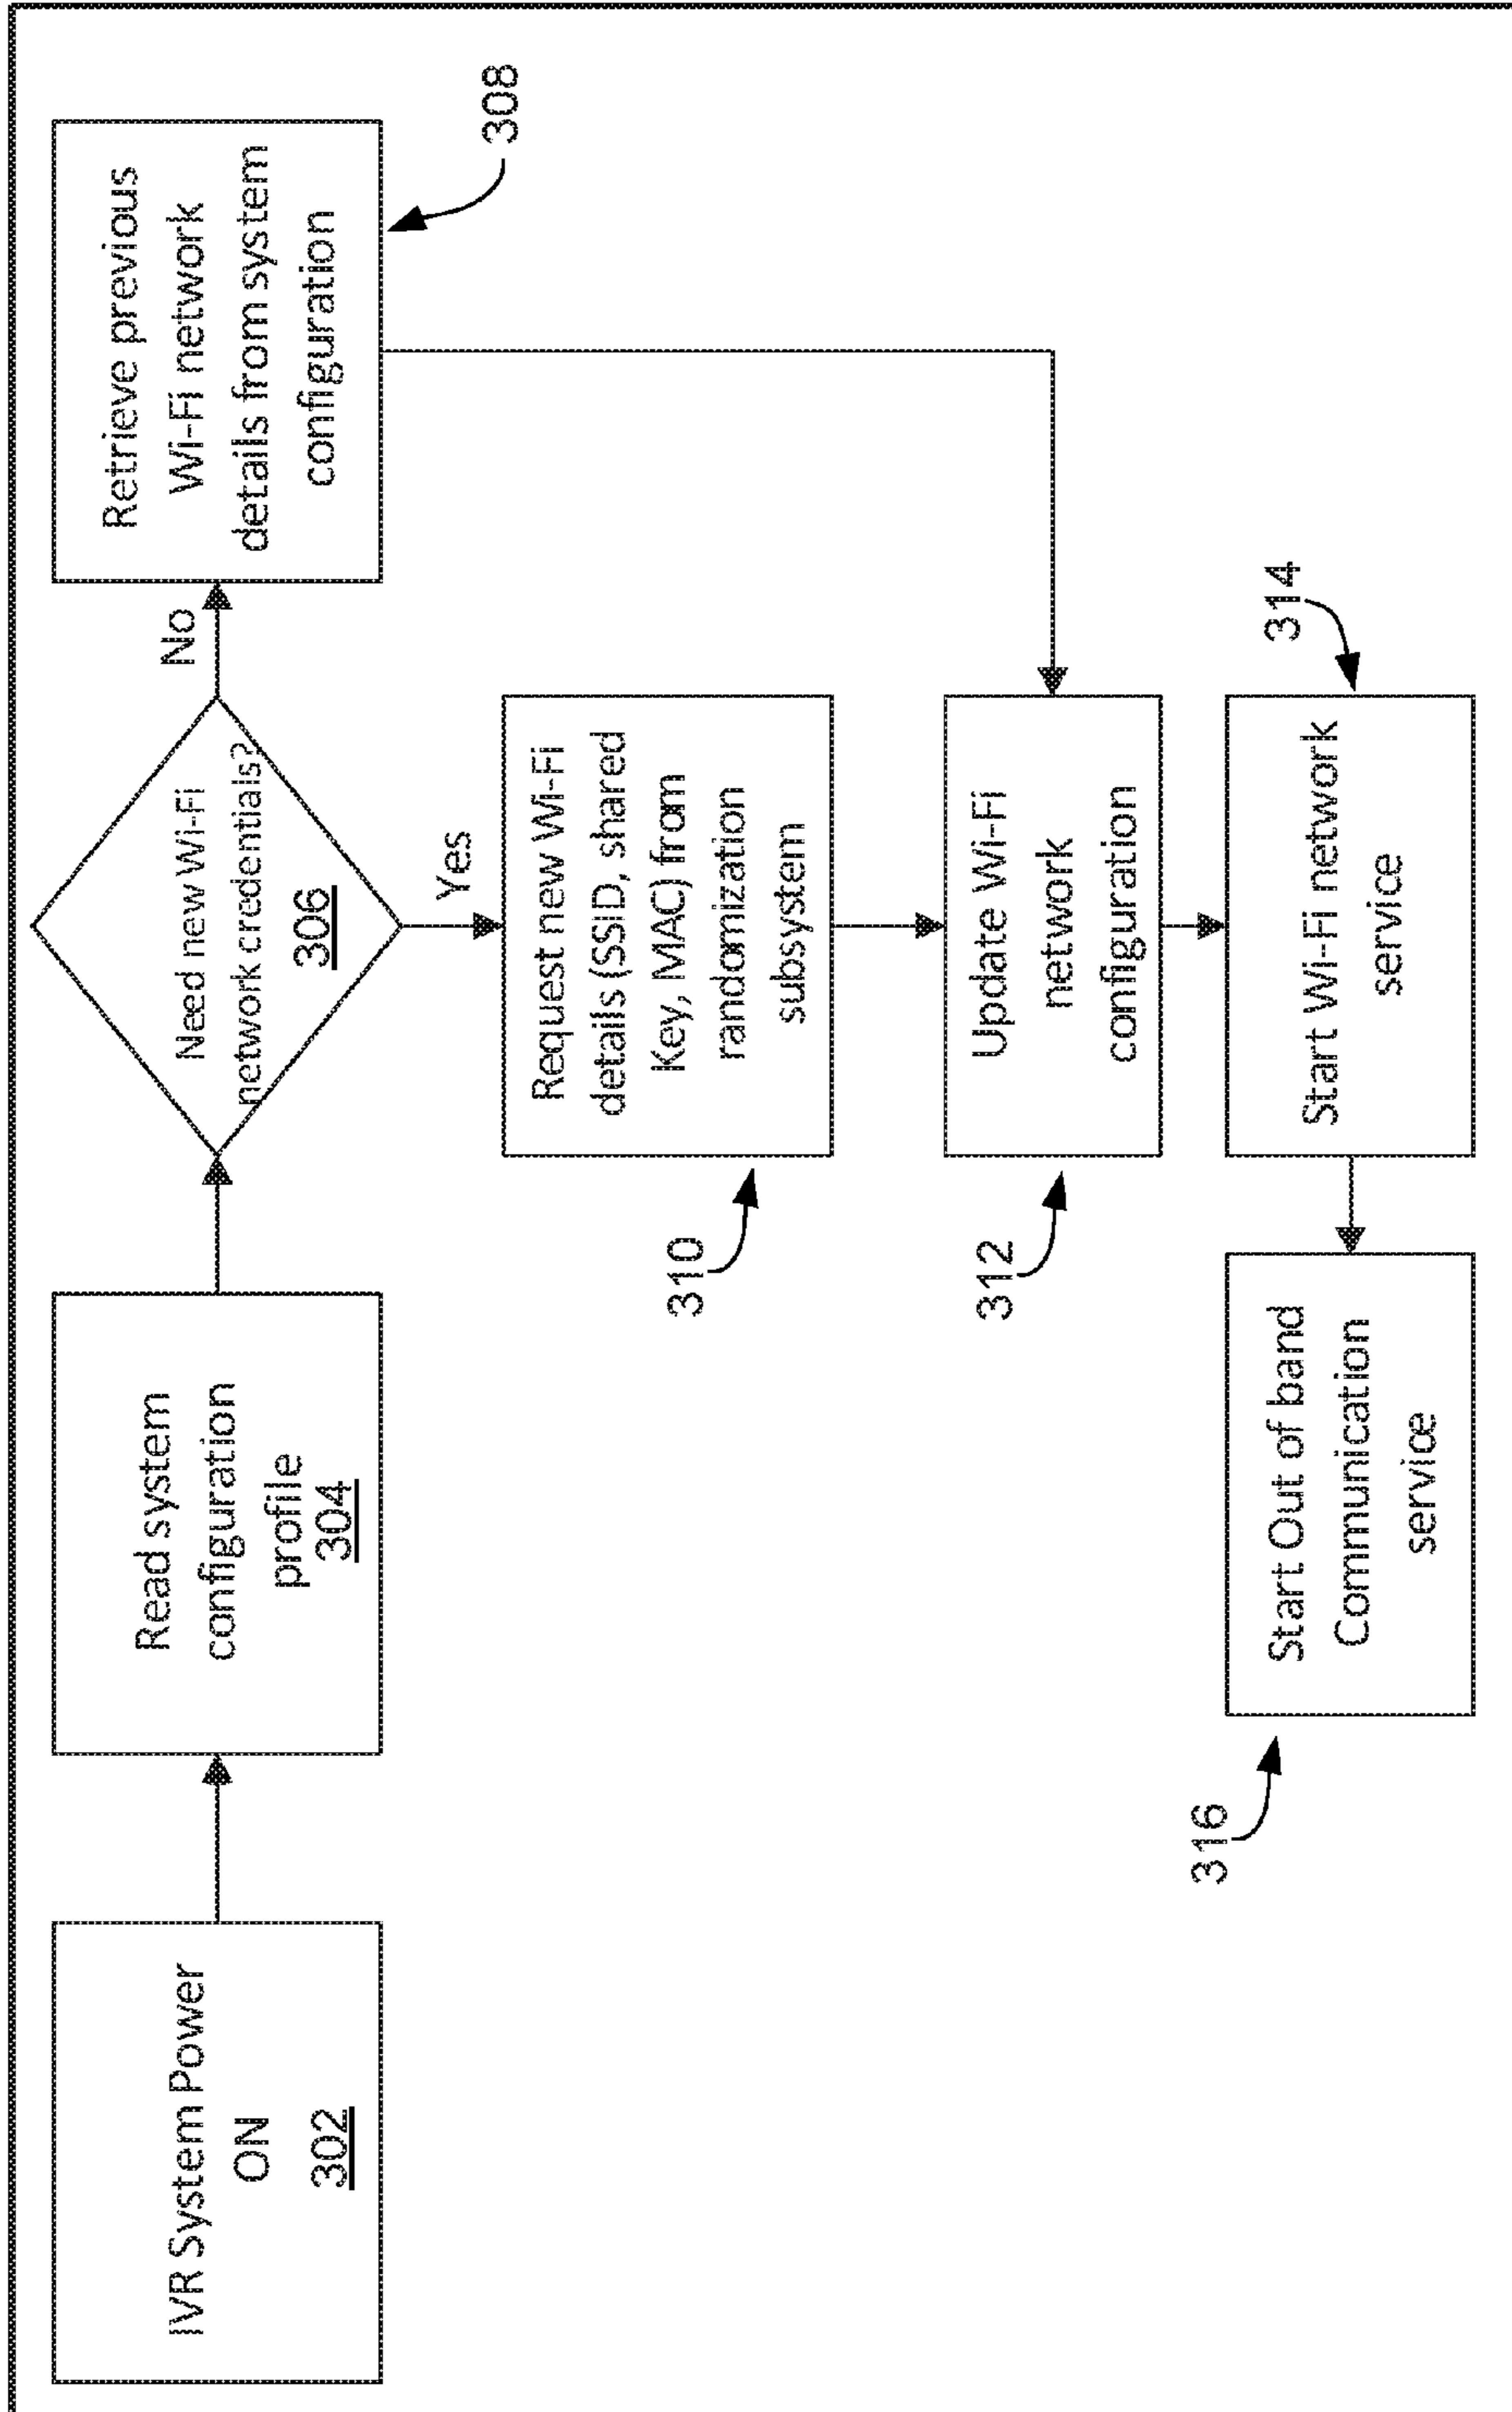 IVR System Power
ON
302
Read system
configuration
profile
304
Need new Wi-Fi
network credentials?
306
No
Retrieve previous
Wi-Fi network
details from system
configuration
308
Yes
Request new Wi-Fi
details (SSID, shared
Key, MAC) from
randomization
subsystem
310
Update Wi-Fi
network
configuration
312
Start Wi-Fi network
service
314
Start Out of band
Communication
service
316